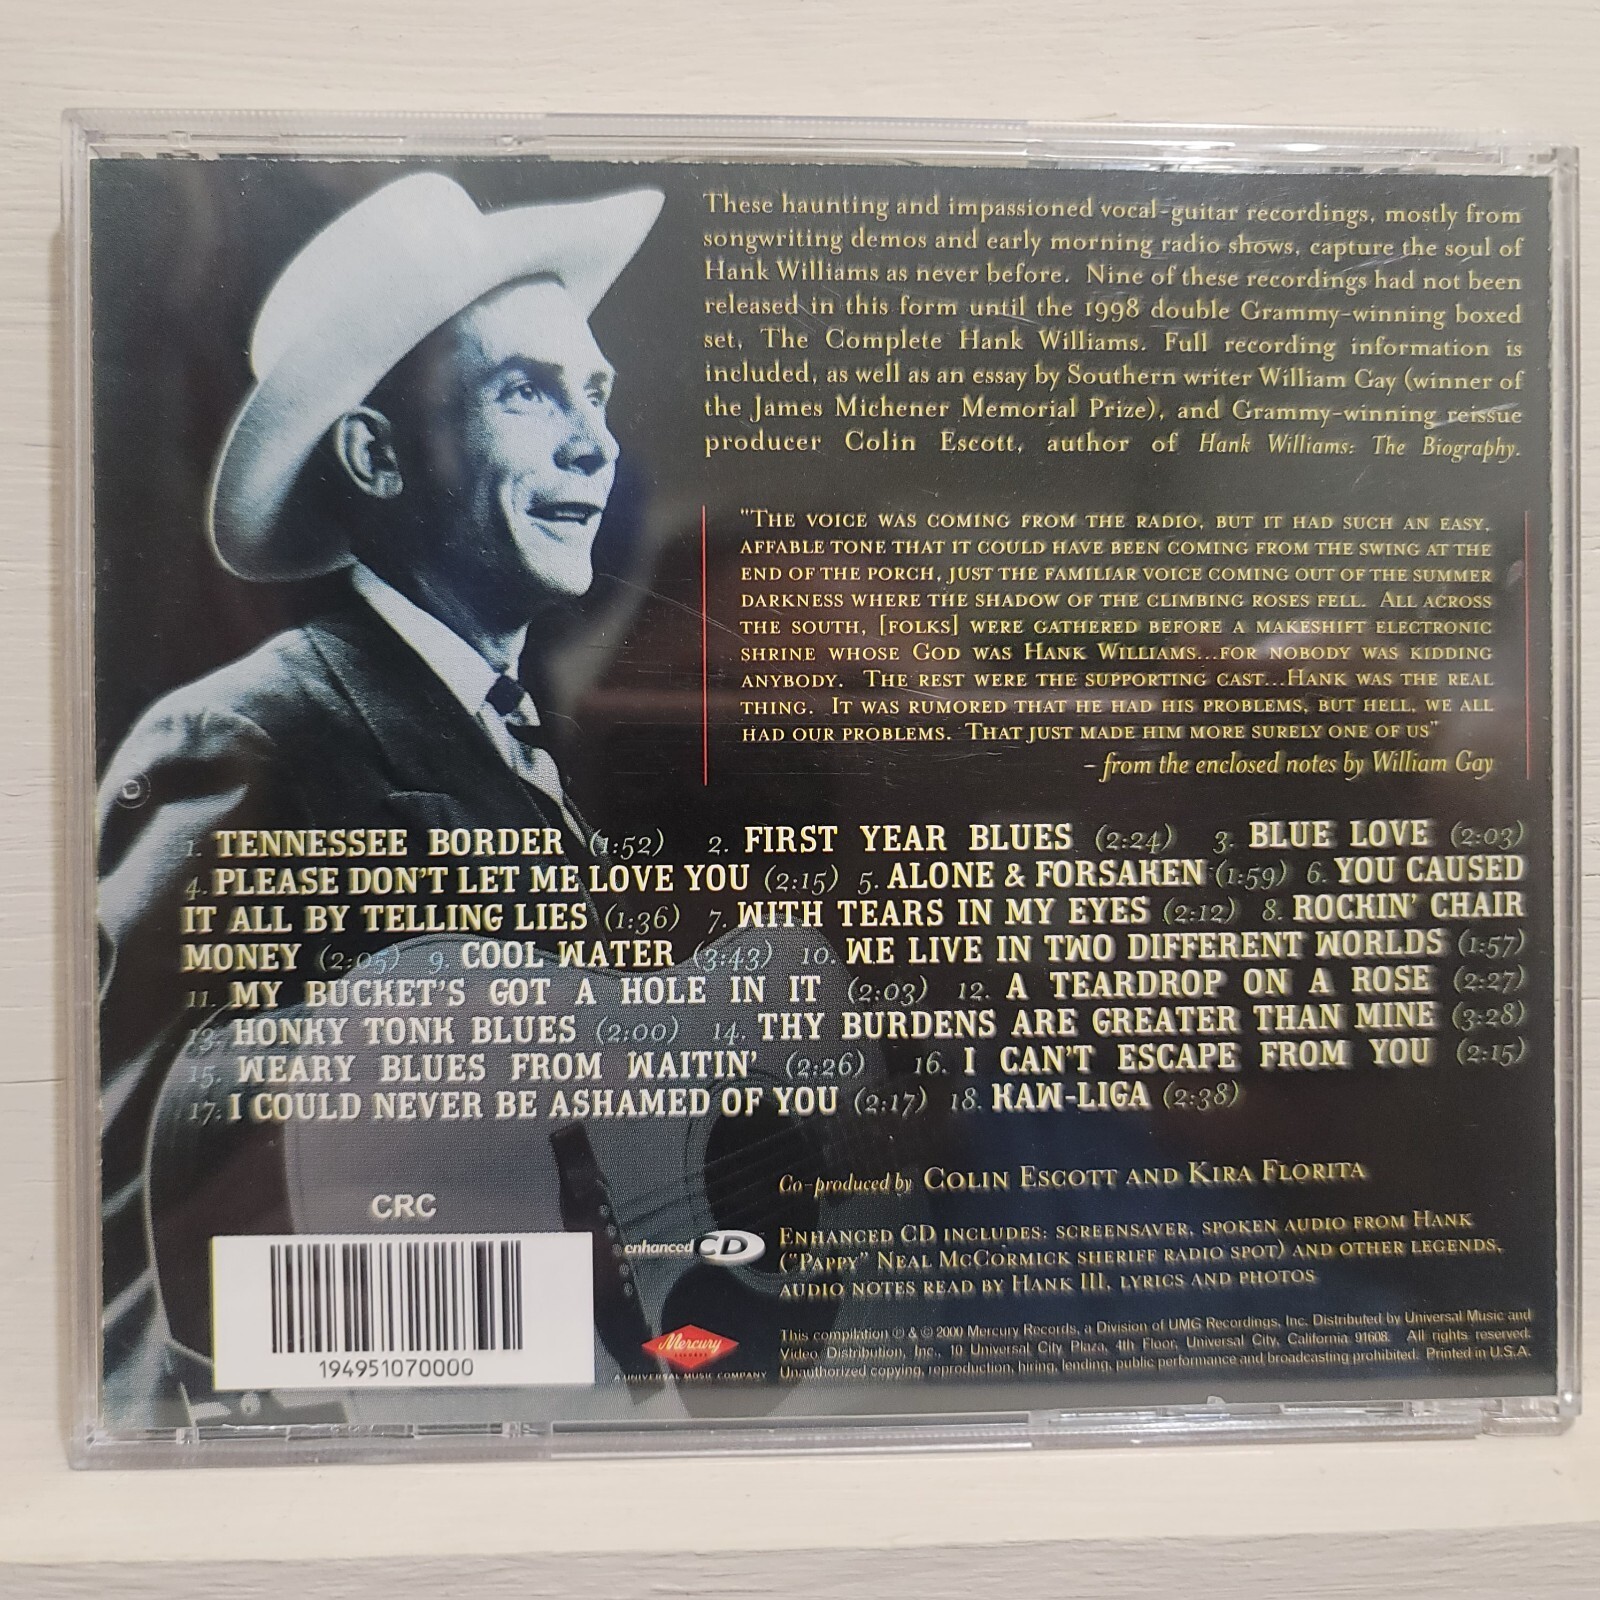 These haunting and impassioned vocal-guitar recordings, mostly from
songwriting demos and early morning radio shows, capture the soul of
Hank Williams as never before. Nine of these recordings had not been
released in this form until the 1998 double Grammy-winning boxed
set, The Complete Hank Williams. Full recording information is
included, as well as an essay by Southern writer William Gay (winner of
the James Michener Memorial Prize), and Grammy-winning reissue
producer Colin Escott, author of Hank Williams: The Biography.
"THE VOICE WAS COMING FROM THE RADIO, BUT IT HAD SUCH AN EASY,
AFFABLE TONE THAT IT COULD HAVE BEEN COMING FROM THE SWING AT THE
END OF THE PORCH, JUST THE FAMILIAR VOICE COMING OUT OF THE SUMMER
DARKNESS WHERE THE SHADOW OF THE CLIMBING ROSES FELL. ALL ACROSS
THE SOUTH, [FOLKS] WERE GATHERED BEFORE A MAKESHIFT ELECTRONIC
SHRINE WHOSE GOD WAS HANK WILLIAMS...FOR NOBODY WAS KIDDING
ANYBODY. THE REST WERE THE SUPPORTING CAST...HANK WAS THE REAL
THING. IT WAS RUMORED THAT HE HAD HIS PROBLEMS, BUT HELL, WE ALL
HAD OUR PROBLEMS. THAT JUST MADE HIM MORE SURELY ONE OF US"
– from the enclosed notes by William Gay
1. TENNESSEE BORDER (1:52) 2. FIRST YEAR BLUES (2:24) 3. BLUE LOVE (2:03)
4. PLEASE DON'T LET ME LOVE YOU (2:15) 5. ALONE & FORSAKEN (1:59) 6. YOU CAUSED
IT ALL BY TELLING LIES (1:36) 7. WITH TEARS IN MY EYES (2:12) 8. ROCKIN' CHAIR
MONEY (2:05) 9. COOL WATER (3:43) 10. WE LIVE IN TWO DIFFERENT WORLDS (1:57)
11. MY BUCKET'S GOT A HOLE IN IT (2:03) 12. A TEARDROP ON A ROSE (2:27)
13. HONKY TONK BLUES (2:00) 14. THY BURDENS ARE GREATER THAN MINE (3:28)
15. WEARY BLUES FROM WAITIN' (2:26) 16. I CAN'T ESCAPE FROM YOU (2:15)
17. I COULD NEVER BE ASHAMED OF YOU (2:17) 18. KAW-LIGA (2:38)
Co-produced by COLIN ESCOTT AND KIRA FLORITA
CRC
194951070000
enhanced CD
ENHANCED CD INCLUDES: SCREENSAVER, SPOKEN AUDIO FROM HANK
("PAPPY" NEAL MCCORMICK SHERIFF RADIO SPOT) AND OTHER LEGENDS,
AUDIO NOTES READ BY HANK III, LYRICS AND PHOTOS
Mercury
RECORDS
A UNIVERSAL MUSIC COMPANY
This compilation ℗ & © 2000 Mercury Records, a Division of UMG Recordings, Inc. Distributed by Universal Music and
Video Distribution, Inc., 10 Universal City Plaza, 4th Floor, Universal City, California 91608. All rights reserved.
Unauthorized copying, reproduction, hiring, lending, public performance and broadcasting prohibited. Printed in U.S.A.